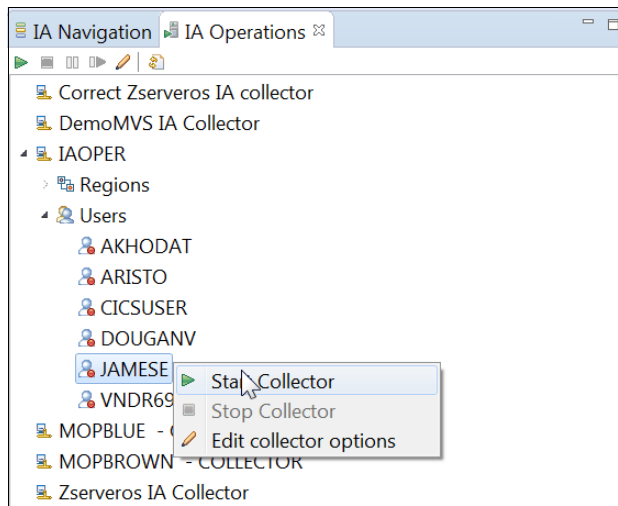 IA Navigation IA Operations
Correct Zserveros IA collector
DemoMVS IA Collector
IAOPER
Regions
Users
AKHODAT
ARISTO
CICSUSER
DOUGANV
JAMESE
Start Collector
VNDR69
Stop Collector
MOPBLUE -
Edit collector options
MOPBROWN - COLLECTOR
Zserveros IA Collector